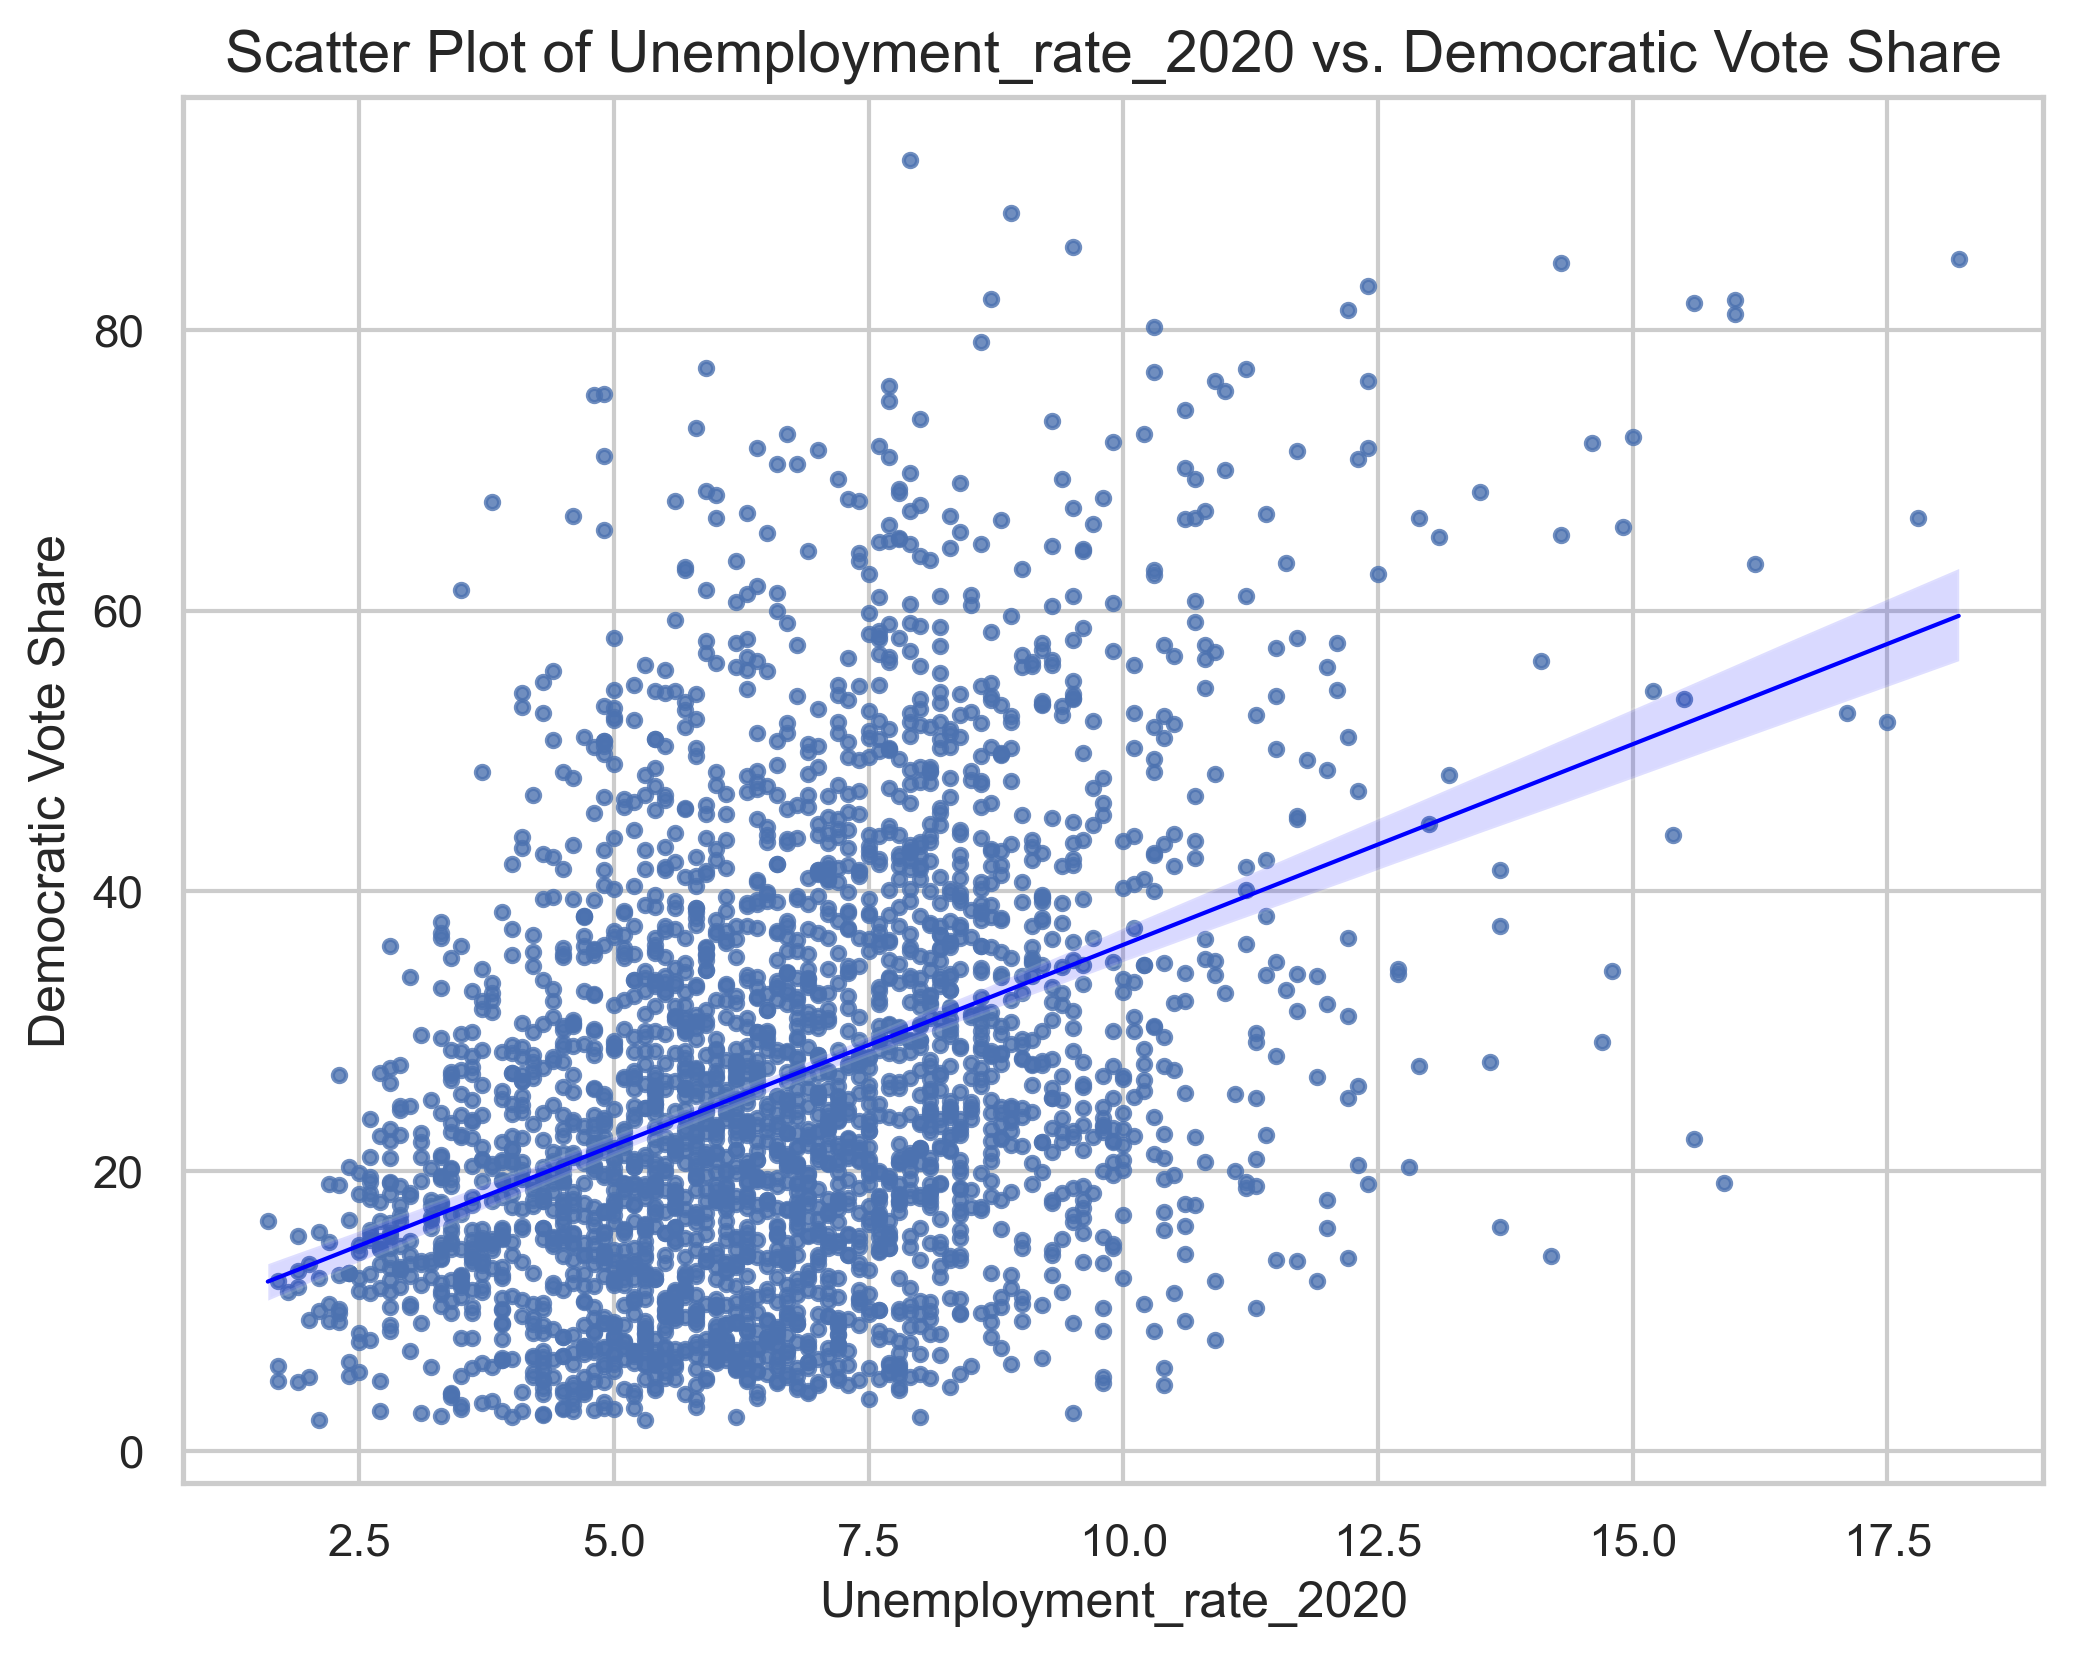 Scatter Plot of Unemployment_rate_2020 vs. Democratic Vote Share
Democratic Vote Share
80
60
40
20
0
2.5 5.0 7.5 10.0 12.5 15.0 17.5
Unemployment_rate_2020